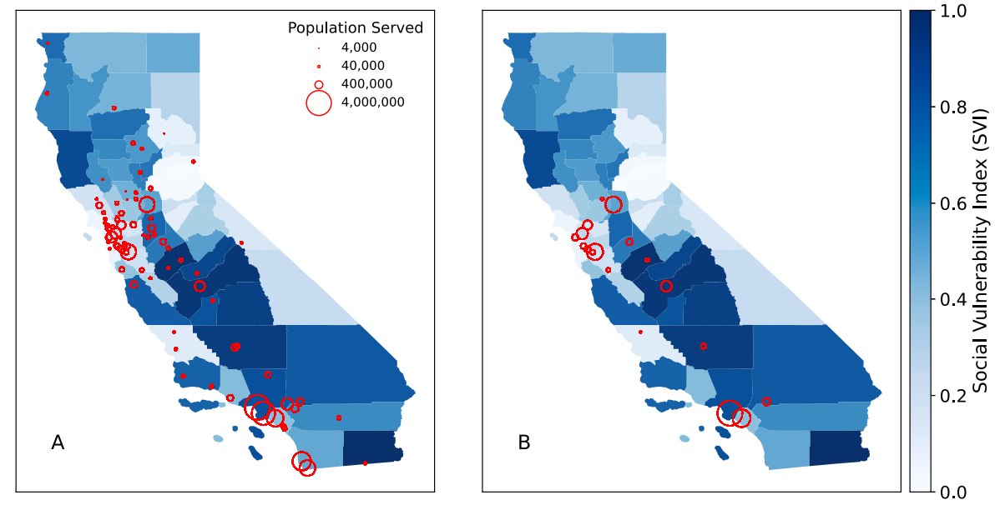 Population Served
4,000
40,000
400,000
4,000,000
A
B
1.0
0.8
0.6
0.4
0.2
0.0
Social Vulnerability Index (SVI)